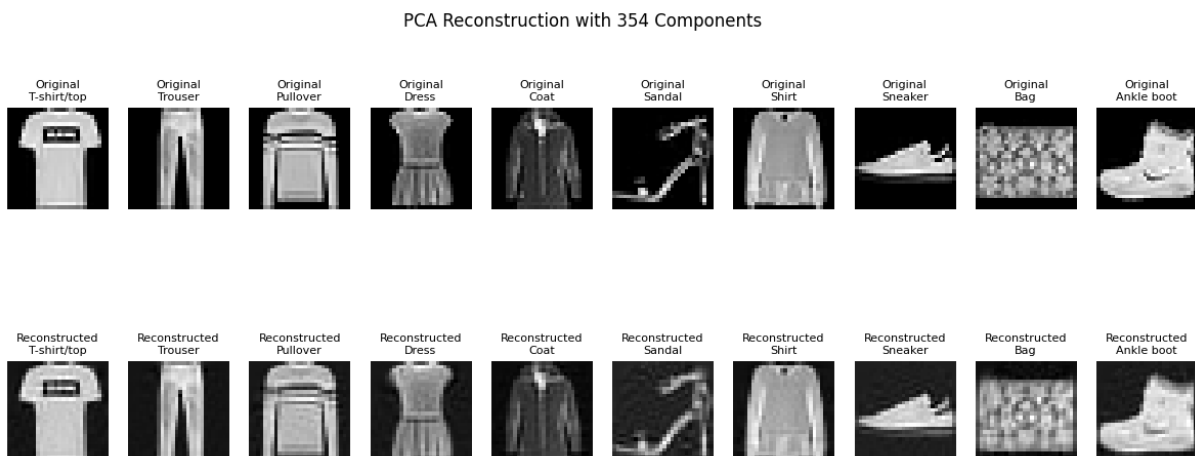 PCA Reconstruction with 354 Components
Original Original Original Original Original Original Original Original Original Original
T-shirt/top Trouser Pullover Dress Coat Sandal Shirt Sneaker Bag Ankle boot
Reconstructed Reconstructed Reconstructed Reconstructed Reconstructed Reconstructed Reconstructed Reconstructed Reconstructed Reconstructed
T-shirt/top Trouser Pullover Dress Coat Sandal Shirt Sneaker Bag Ankle boot